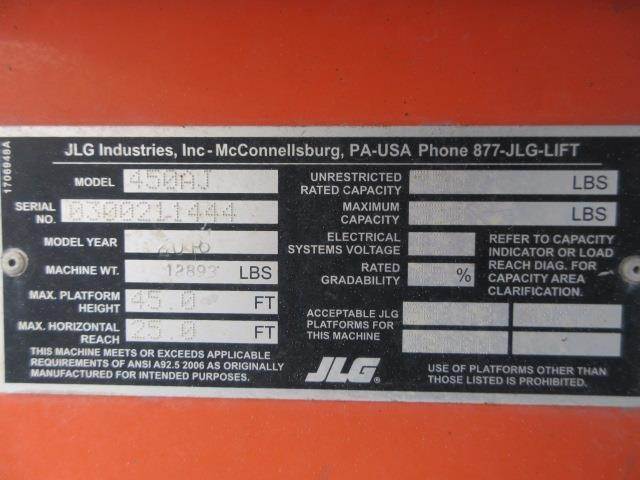 1706948A
JLG Industries, Inc - McConnellsburg, PA-USA Phone 877-JLG-LIFT
MODEL 450AJ
SERIAL NO. 0300211444
MODEL YEAR
MACHINE WT. 12893 LBS
MAX. PLATFORM HEIGHT 45.0 FT
MAX. HORIZONTAL REACH 25.0 FT
THIS MACHINE MEETS OR EXCEEDS APPLICABLE
REQUIREMENTS OF ANSI A92.5 2006 AS ORIGINALLY
MANUFACTURED FOR INTENDED PURPOSES.
UNRESTRICTED
RATED CAPACITY LBS
MAXIMUM
CAPACITY LBS
ELECTRICAL
SYSTEMS VOLTAGE
RATED
GRADABILITY %
REFER TO CAPACITY
INDICATOR OR LOAD
REACH DIAG. FOR
CAPACITY AREA
CLARIFICATION.
ACCEPTABLE JLG
PLATFORMS FOR
THIS MACHINE
JLG®
USE OF PLATFORMS OTHER THAN
THOSE LISTED IS PROHIBITED.